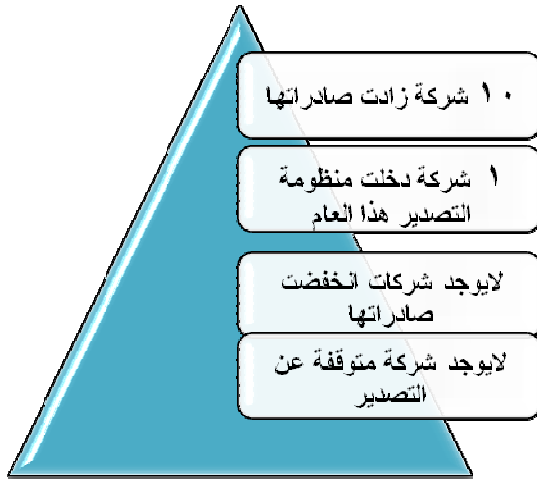 ١٠ شركة زادت صادراتها
١ شركة دخلت منظومة
التصدير هذا العام
لايوجد شركات انخفضت
صادراتها
لايوجد شركة متوقفة عن
التصدير